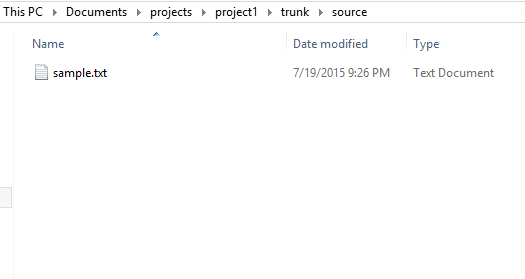 This PC Documents projects project1 trunk source
Name Date modified Type
sample.txt 7/19/2015 9:26 PM Text Document